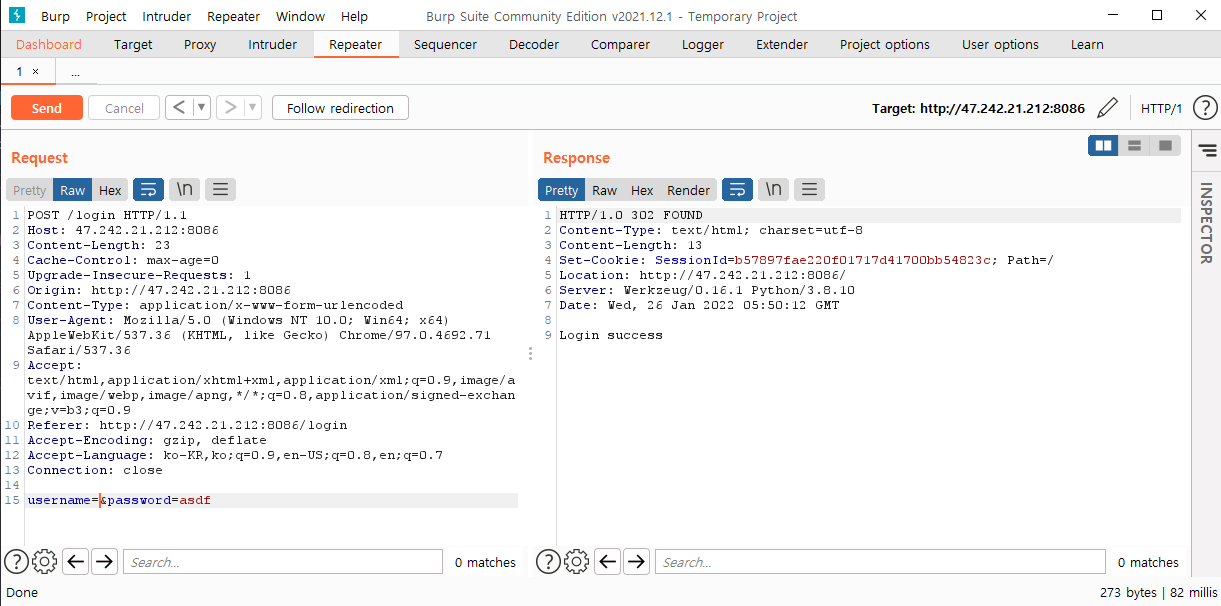 Burp Project Intruder Repeater Window Help Burp Suite Community Edition v2021.12.1 - Temporary Project
Dashboard Target Proxy Intruder Repeater Sequencer Decoder Comparer Logger Extender Project options User options Learn
1 × ...
Send Cancel < ▼ > ▼ Follow redirection Target: http://47.242.21.212:8086 HTTP/1 ?
Request
Pretty Raw Hex \n
1 POST /login HTTP/1.1
2 Host: 47.242.21.212:8086
3 Content-Length: 23
4 Cache-Control: max-age=0
5 Upgrade-Insecure-Requests: 1
6 Origin: http://47.242.21.212:8086
7 Content-Type: application/x-www-form-urlencoded
8 User-Agent: Mozilla/5.0 (Windows NT 10.0; Win64; x64)
AppleWebKit/537.36 (KHTML, like Gecko) Chrome/97.0.4692.71
Safari/537.36
9 Accept:
text/html,application/xhtml+xml,application/xml;q=0.9,image/a
vif,image/webp,image/apng,*/*;q=0.8,application/signed-exchan
ge;v=b3;q=0.9
10 Referer: http://47.242.21.212:8086/login
11 Accept-Encoding: gzip, deflate
12 Accept-Language: ko-KR,ko;q=0.9,en-US;q=0.8,en;q=0.7
13 Connection: close
14
15 username=&password=asdf
? Search... 0 matches
Response
Pretty Raw Hex Render \n
1 HTTP/1.0 302 FOUND
2 Content-Type: text/html; charset=utf-8
3 Content-Length: 13
4 Set-Cookie: SessionId=b57897fae220f01717d41700bb54823c; Path=/
5 Location: http://47.242.21.212:8086/
6 Server: Werkzeug/0.16.1 Python/3.8.10
7 Date: Wed, 26 Jan 2022 05:50:12 GMT
8
9 Login success
? Search... 0 matches
INSPECTOR
Done 273 bytes | 82 millis